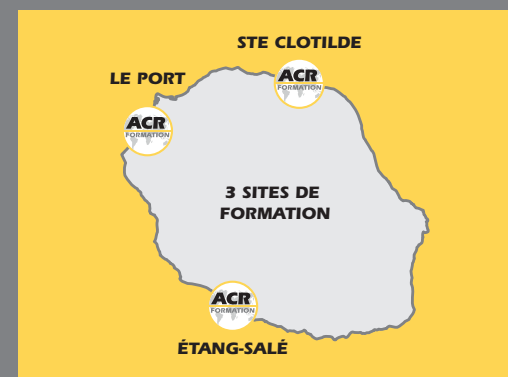 STE CLOTILDE
LE PORT
ACR
FORMATION
ACR
FORMATION
3 SITES DE
FORMATION
ACR
FORMATION
ÉTANG-SALÉ